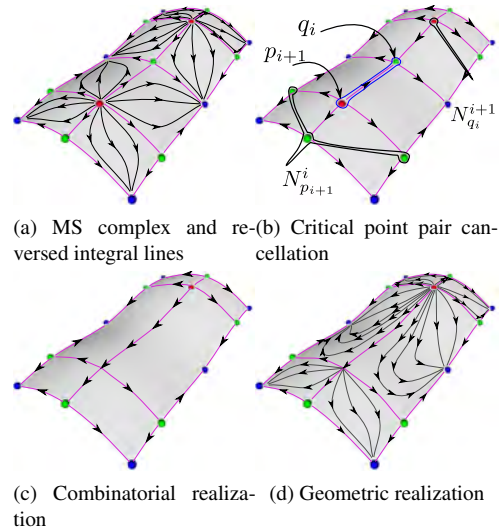 q_i
p_{i+1}
N^{i+1}_{q_i}
N^i_{p_{i+1}}
(a) MS complex and re-
versed integral lines
(b) Critical point pair can-
cellation
(c) Combinatorial realiza-
tion
(d) Geometric realization